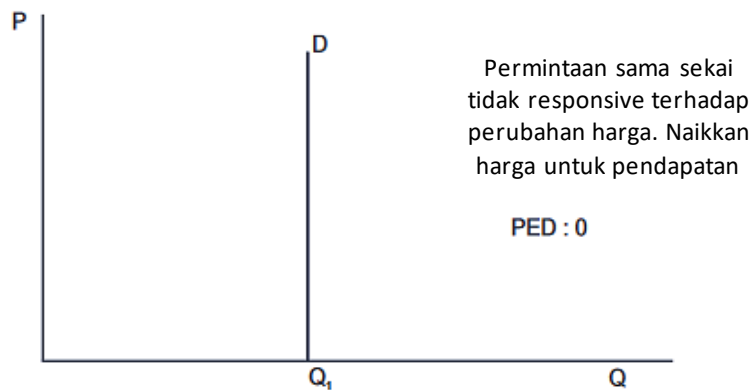 P
D
Permintaan sama sekai
tidak responsive terhadap
perubahan harga. Naikkan
harga untuk pendapatan
PED : 0
Q₁
Q